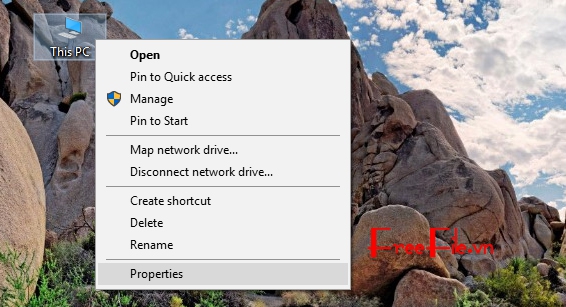 This PC
Open
Pin to Quick access
Manage
Pin to Start
Map network drive...
Disconnect network drive...
Create shortcut
Delete
Rename
Properties
FreeFile.vn